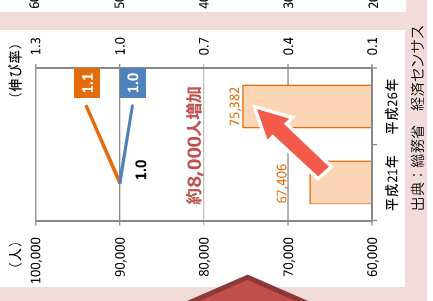 (人)
(伸び率)
100,000
90,000
80,000
70,000
60,000
1.3
1.0
0.7
0.4
0.1
1.1
1.0
1.0
約8,000人増加
67,406
75,382
平成21年
平成26年
出典：総務省　経済センサス